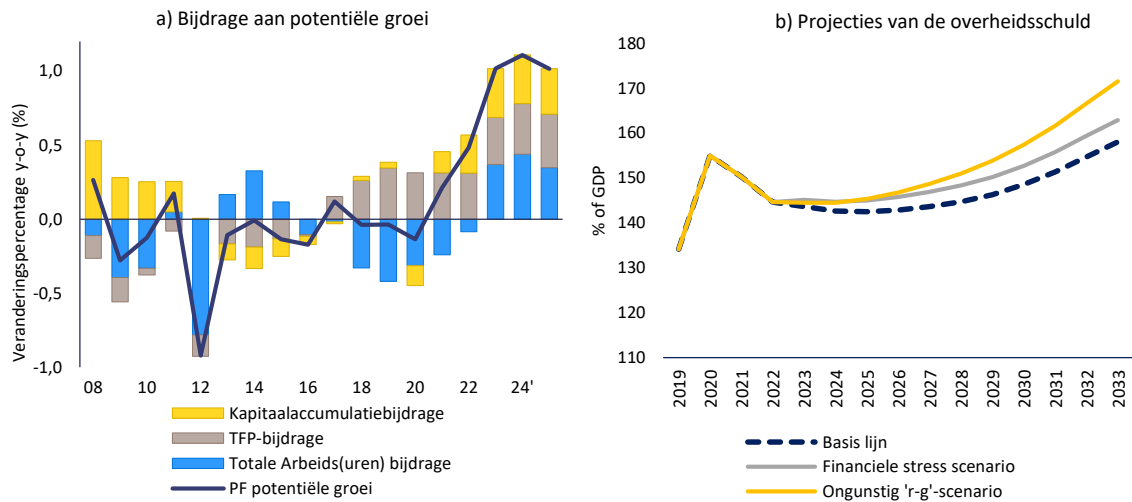 a) Bijdrage aan potentiële groei
Veranderingspercentage y-o-y (%)
1,0
0,5
0,0
-0,5
-1,0
08 10 12 14 16 18 20 22 24'
Kapitaalaccumulatiebijdrage
TFP-bijdrage
Totale Arbeids(uren) bijdrage
PF potentiële groei
b) Projecties van de overheidsschuld
% of GDP
180
170
160
150
140
130
120
110
2019 2020 2021 2022 2023 2024 2025 2026 2027 2028 2029 2030 2031 2032 2033
Basis lijn
Financiele stress scenario
Ongunstig 'r-g'-scenario